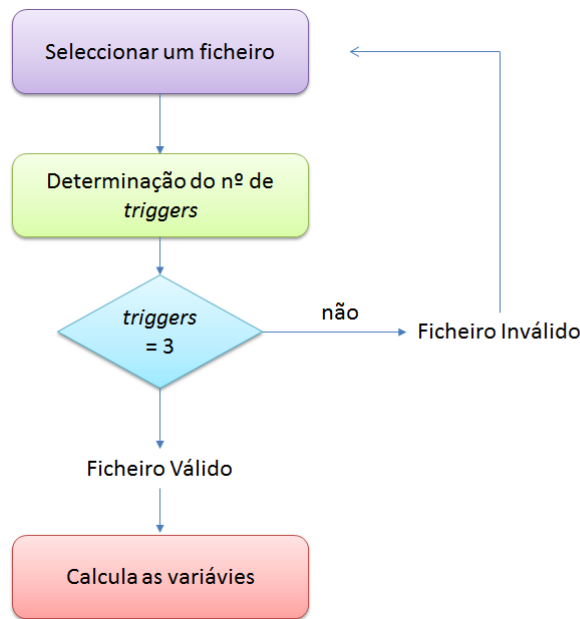 Seleccionar um ficheiro
Determinação do nº de
triggers
triggers
= 3
não
Ficheiro Inválido
Ficheiro Válido
Calcula as variávies